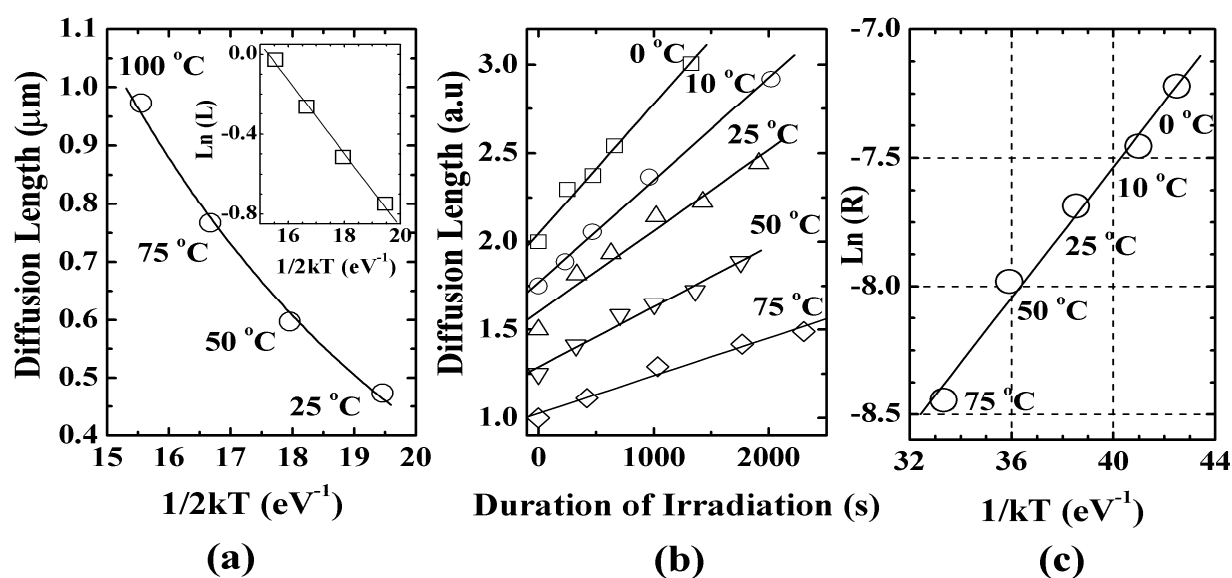 1.1
1.0
0.9
0.8
0.7
0.6
0.5
0.4
15 16 17 18 19 20
Diffusion Length (μm)
1/2kT (eV-1)
100 °C
75 °C
50 °C
25 °C
0.0
-0.4
-0.8
16 18 20
Ln (L)
1/2kT (eV-1)
(a)
3.0
2.5
2.0
1.5
1.0
0 1000 2000
Diffusion Length (a.u)
Duration of Irradiation (s)
0 °C
10 °C
25 °C
50 °C
75 °C
(b)
-7.0
-7.5
-8.0
-8.5
32 36 40 44
Ln (R)
1/kT (eV-1)
0 °C
10 °C
25 °C
50 °C
75 °C
(c)